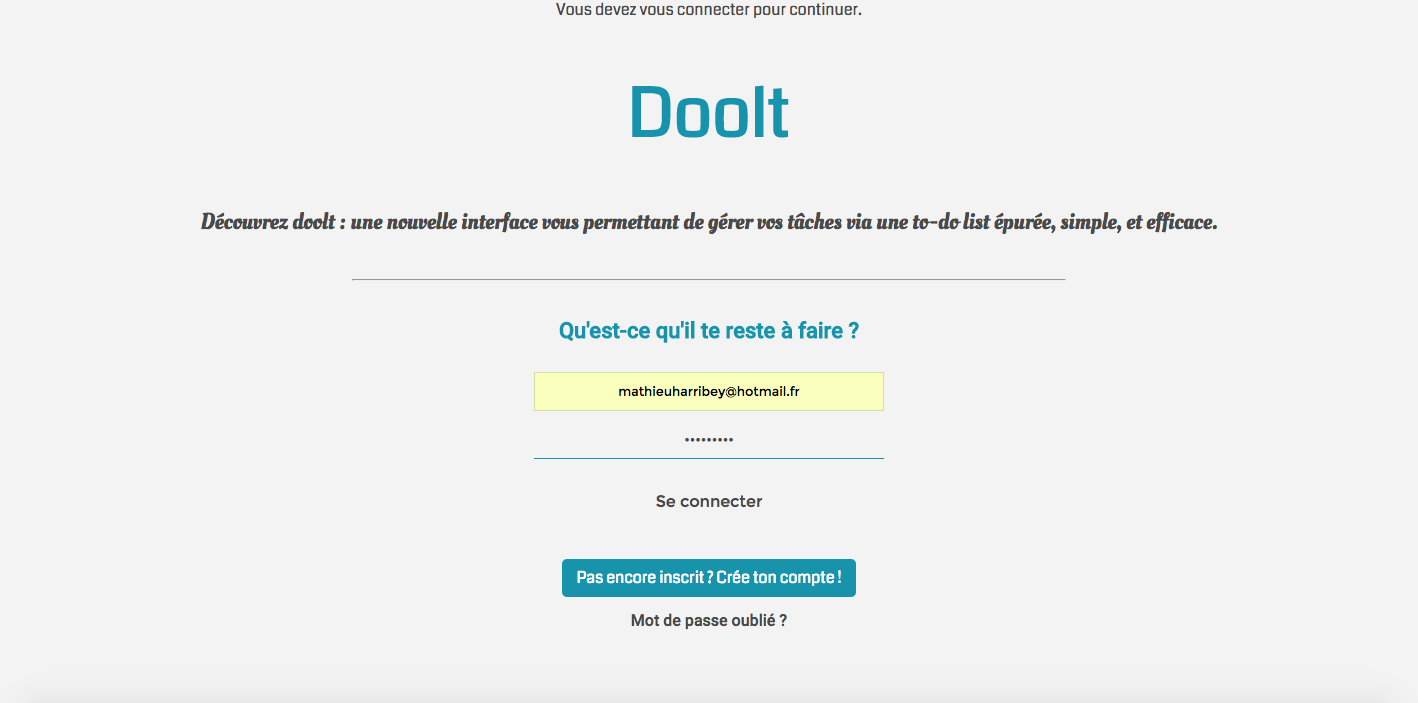 Vous devez vous connecter pour continuer.
DooIt
Découvrez dooIt : une nouvelle interface vous permettant de gérer vos tâches via une to-do list épurée, simple, et efficace.
Qu'est-ce qu'il te reste à faire ?
mathieuharribey@hotmail.fr
•••••••••
Se connecter
Pas encore inscrit ? Crée ton compte !
Mot de passe oublié ?